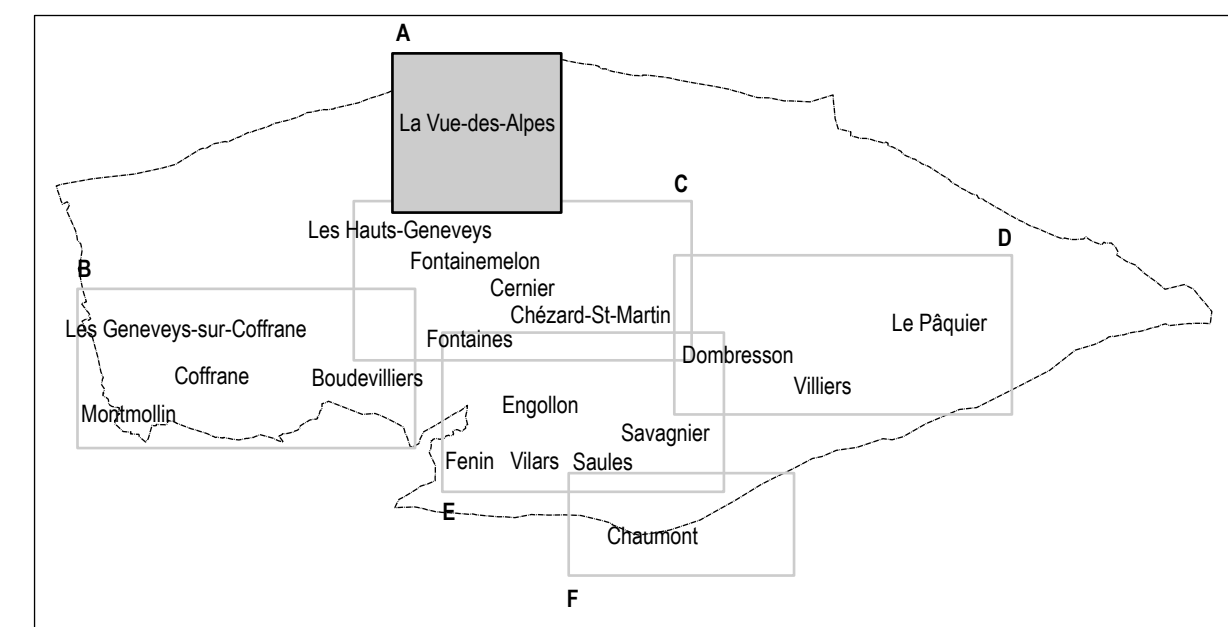 A
La Vue-des-Alpes
C
Les Hauts-Geneveys
D
Fontainemelon
B
Cernier
Chézard-St-Martin
Le Pâquier
Les Geneveys-sur-Coffrane
Fontaines
Dombresson
Coffrane
Boudevilliers
Villiers
Engollon
Montmollin
Savagnier
Fenin
Vilars
Saules
E
Chaumont
F